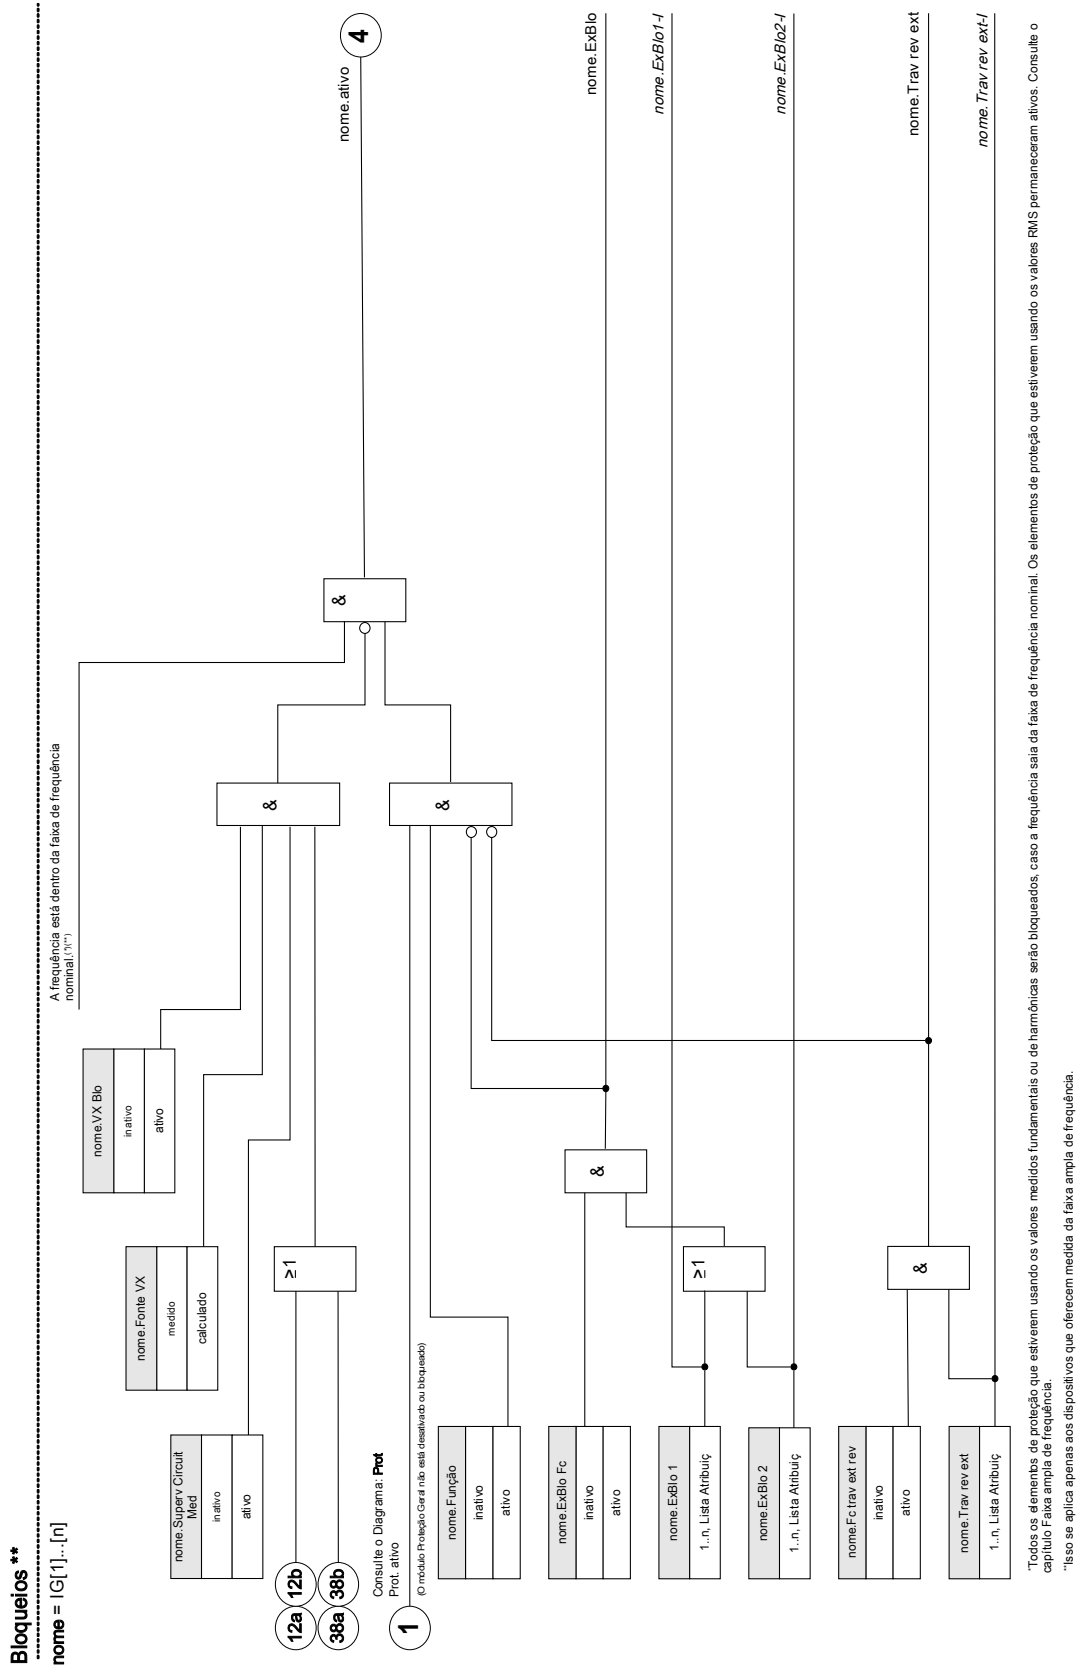 Bloqueios **
nome = IG[1]...[n]
A frequência está dentro da faixa de frequência
nominal.(*)(**)
nome.VX Blo
inativo
ativo
nome.Fonte VX
medido
calculado
nome.Superv Circuit
Med
inativo
ativo
12a
12b
38a
38b
≥1
&
&
nome.ativo
4
Consulte o Diagrama: Prot
Prot. ativo
1
(O módulo Proteção Geral não está desativado ou bloqueado)
&
nome.Função
inativo
ativo
nome.ExBlo Fc
inativo
ativo
&
nome.ExBlo
nome.ExBlo 1
1..n, Lista Atribuiç
≥1
nome.ExBlo1-I
nome.ExBlo 2
1..n, Lista Atribuiç
nome.ExBlo2-I
nome.Fc trav ext rev
inativo
ativo
&
nome.Trav rev ext
nome.Trav rev ext
1..n, Lista Atribuiç
nome.Trav rev ext-I
*Todos os elementos de proteção que estiverem usando os valores medidos fundamentais ou de harmônicas serão bloqueados, caso a frequência saia da faixa de frequência nominal. Os elementos de proteção que estiverem usando os valores RMS permaneceram ativos. Consulte o
capítulo Faixa ampla de frequência.
**Isso se aplica apenas aos dispositivos que oferecem medida da faixa ampla de frequência.